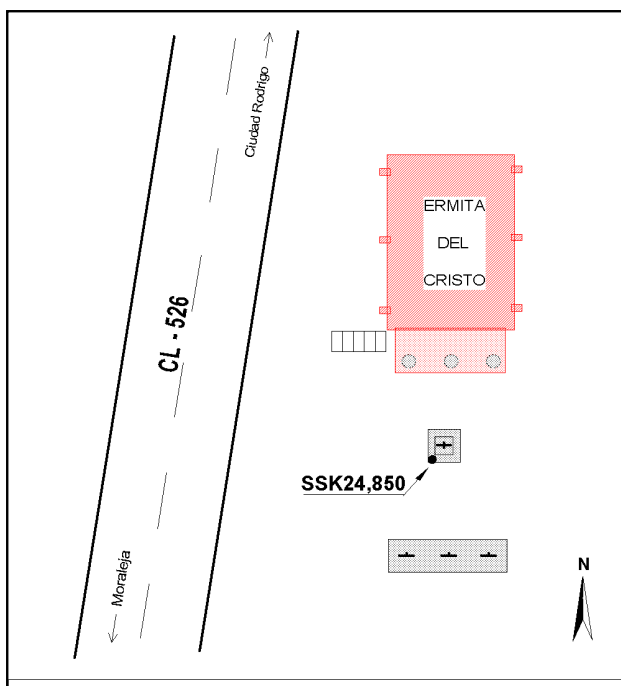 Ciudad Rodrigo
ERMITA
DEL
CRISTO
CL - 526
SSK24,850
Moraleja
N